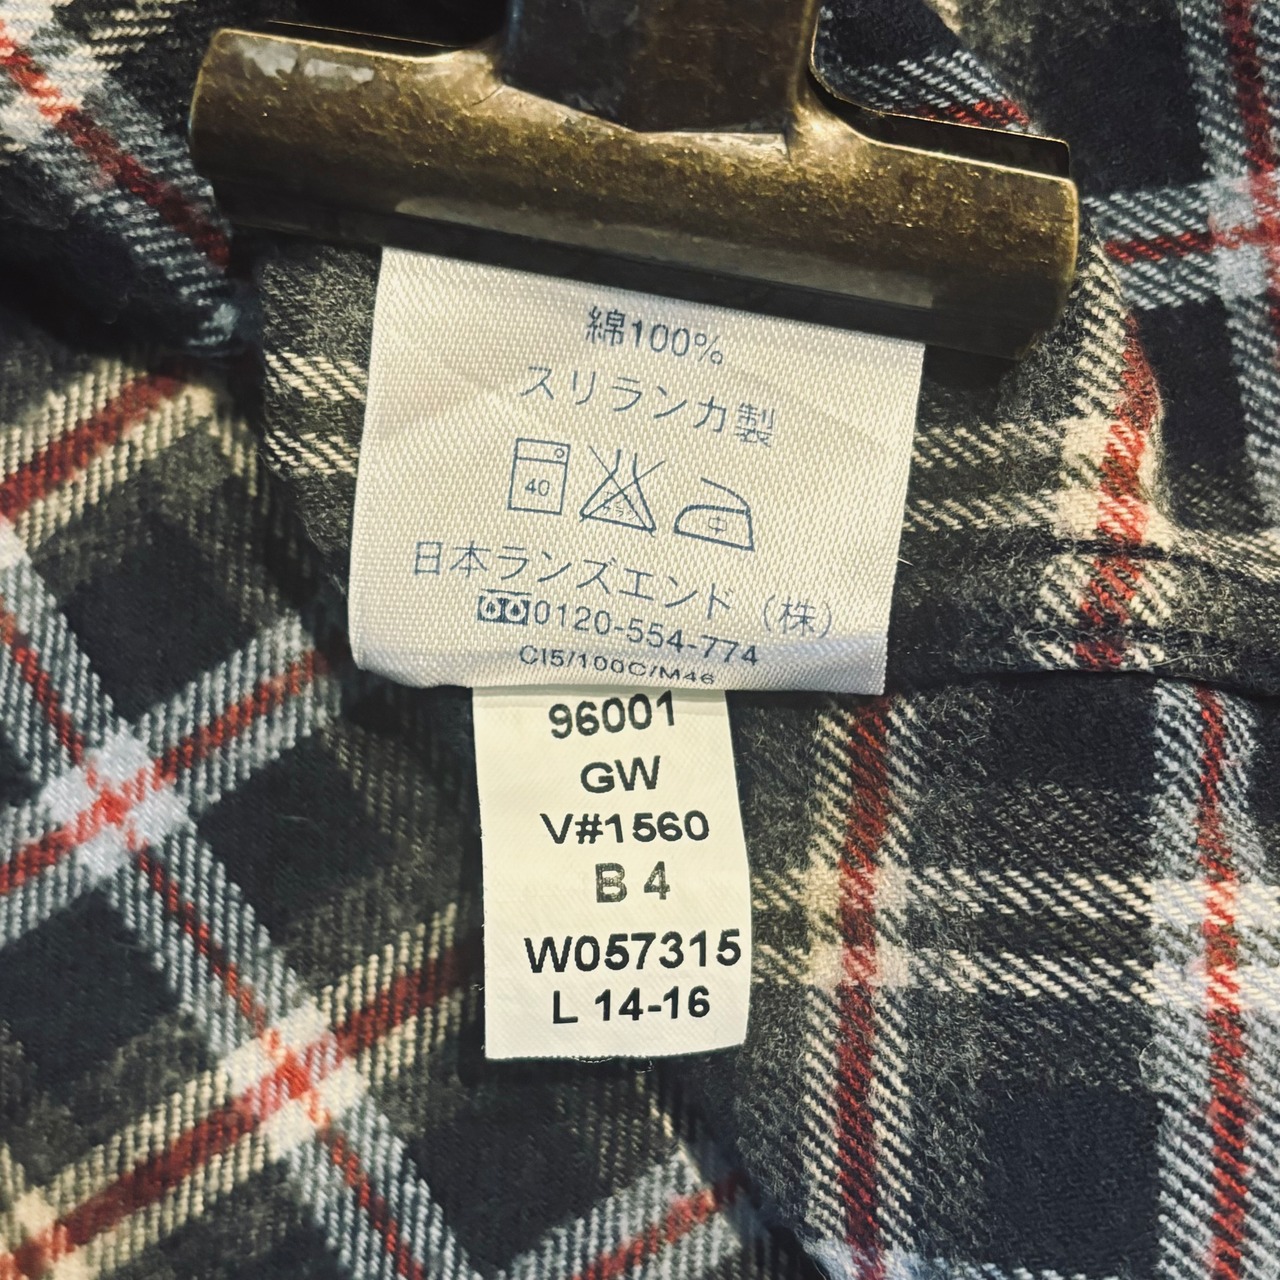 綿100%
スリランカ製
40
日本ランズエンド（株）
0120-554-774
CI5/100C/M46
96001
GW
V#1560
B 4
W057315
L 14-16